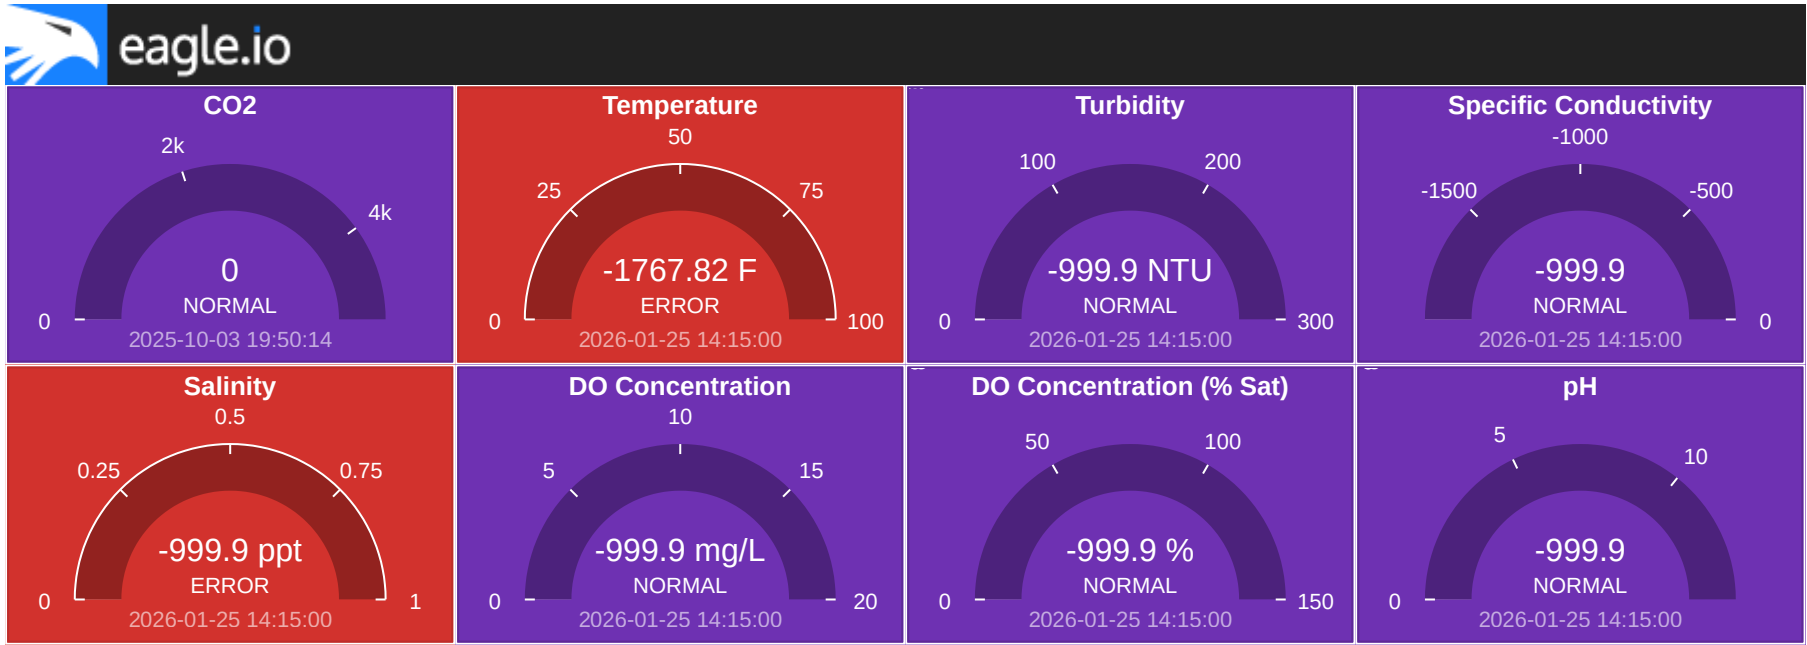 eagle.io
CO2
2k
4k
0
NORMAL
0
2025-10-03 19:50:14
Temperature
50
25
75
-1767.82 F
ERROR
0
100
2026-01-25 14:15:00
Turbidity
100
200
-999.9 NTU
NORMAL
0
300
2026-01-25 14:15:00
Specific Conductivity
-1000
-1500
-500
-999.9
NORMAL
0
2026-01-25 14:15:00
Salinity
0.5
0.25
0.75
-999.9 ppt
ERROR
0
1
2026-01-25 14:15:00
DO Concentration
10
5
15
-999.9 mg/L
NORMAL
0
20
2026-01-25 14:15:00
DO Concentration (% Sat)
50
100
-999.9 %
NORMAL
0
150
2026-01-25 14:15:00
pH
5
10
-999.9
NORMAL
0
2026-01-25 14:15:00